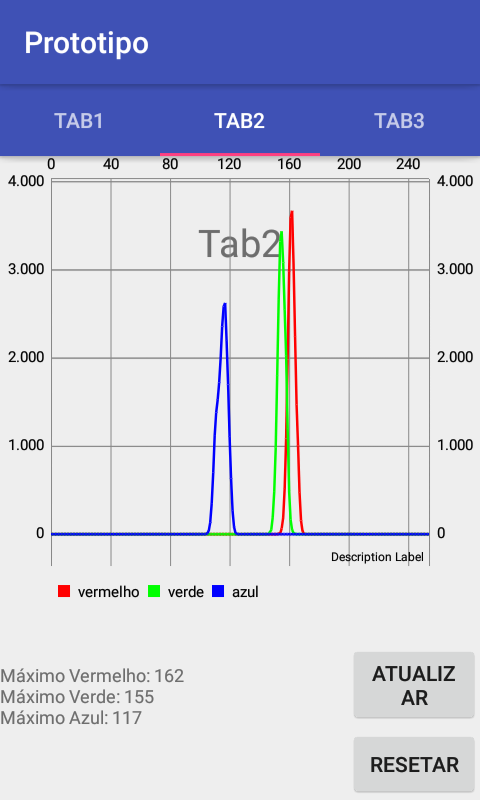 Prototipo
TAB1 TAB2 TAB3
0 40 80 120 160 200 240
4.000 4.000
Tab2
3.000 3.000
2.000 2.000
1.000 1.000
0 0
Description Label
vermelho verde azul
Máximo Vermelho: 162
Máximo Verde: 155
Máximo Azul: 117
ATUALIZ
AR
RESETAR